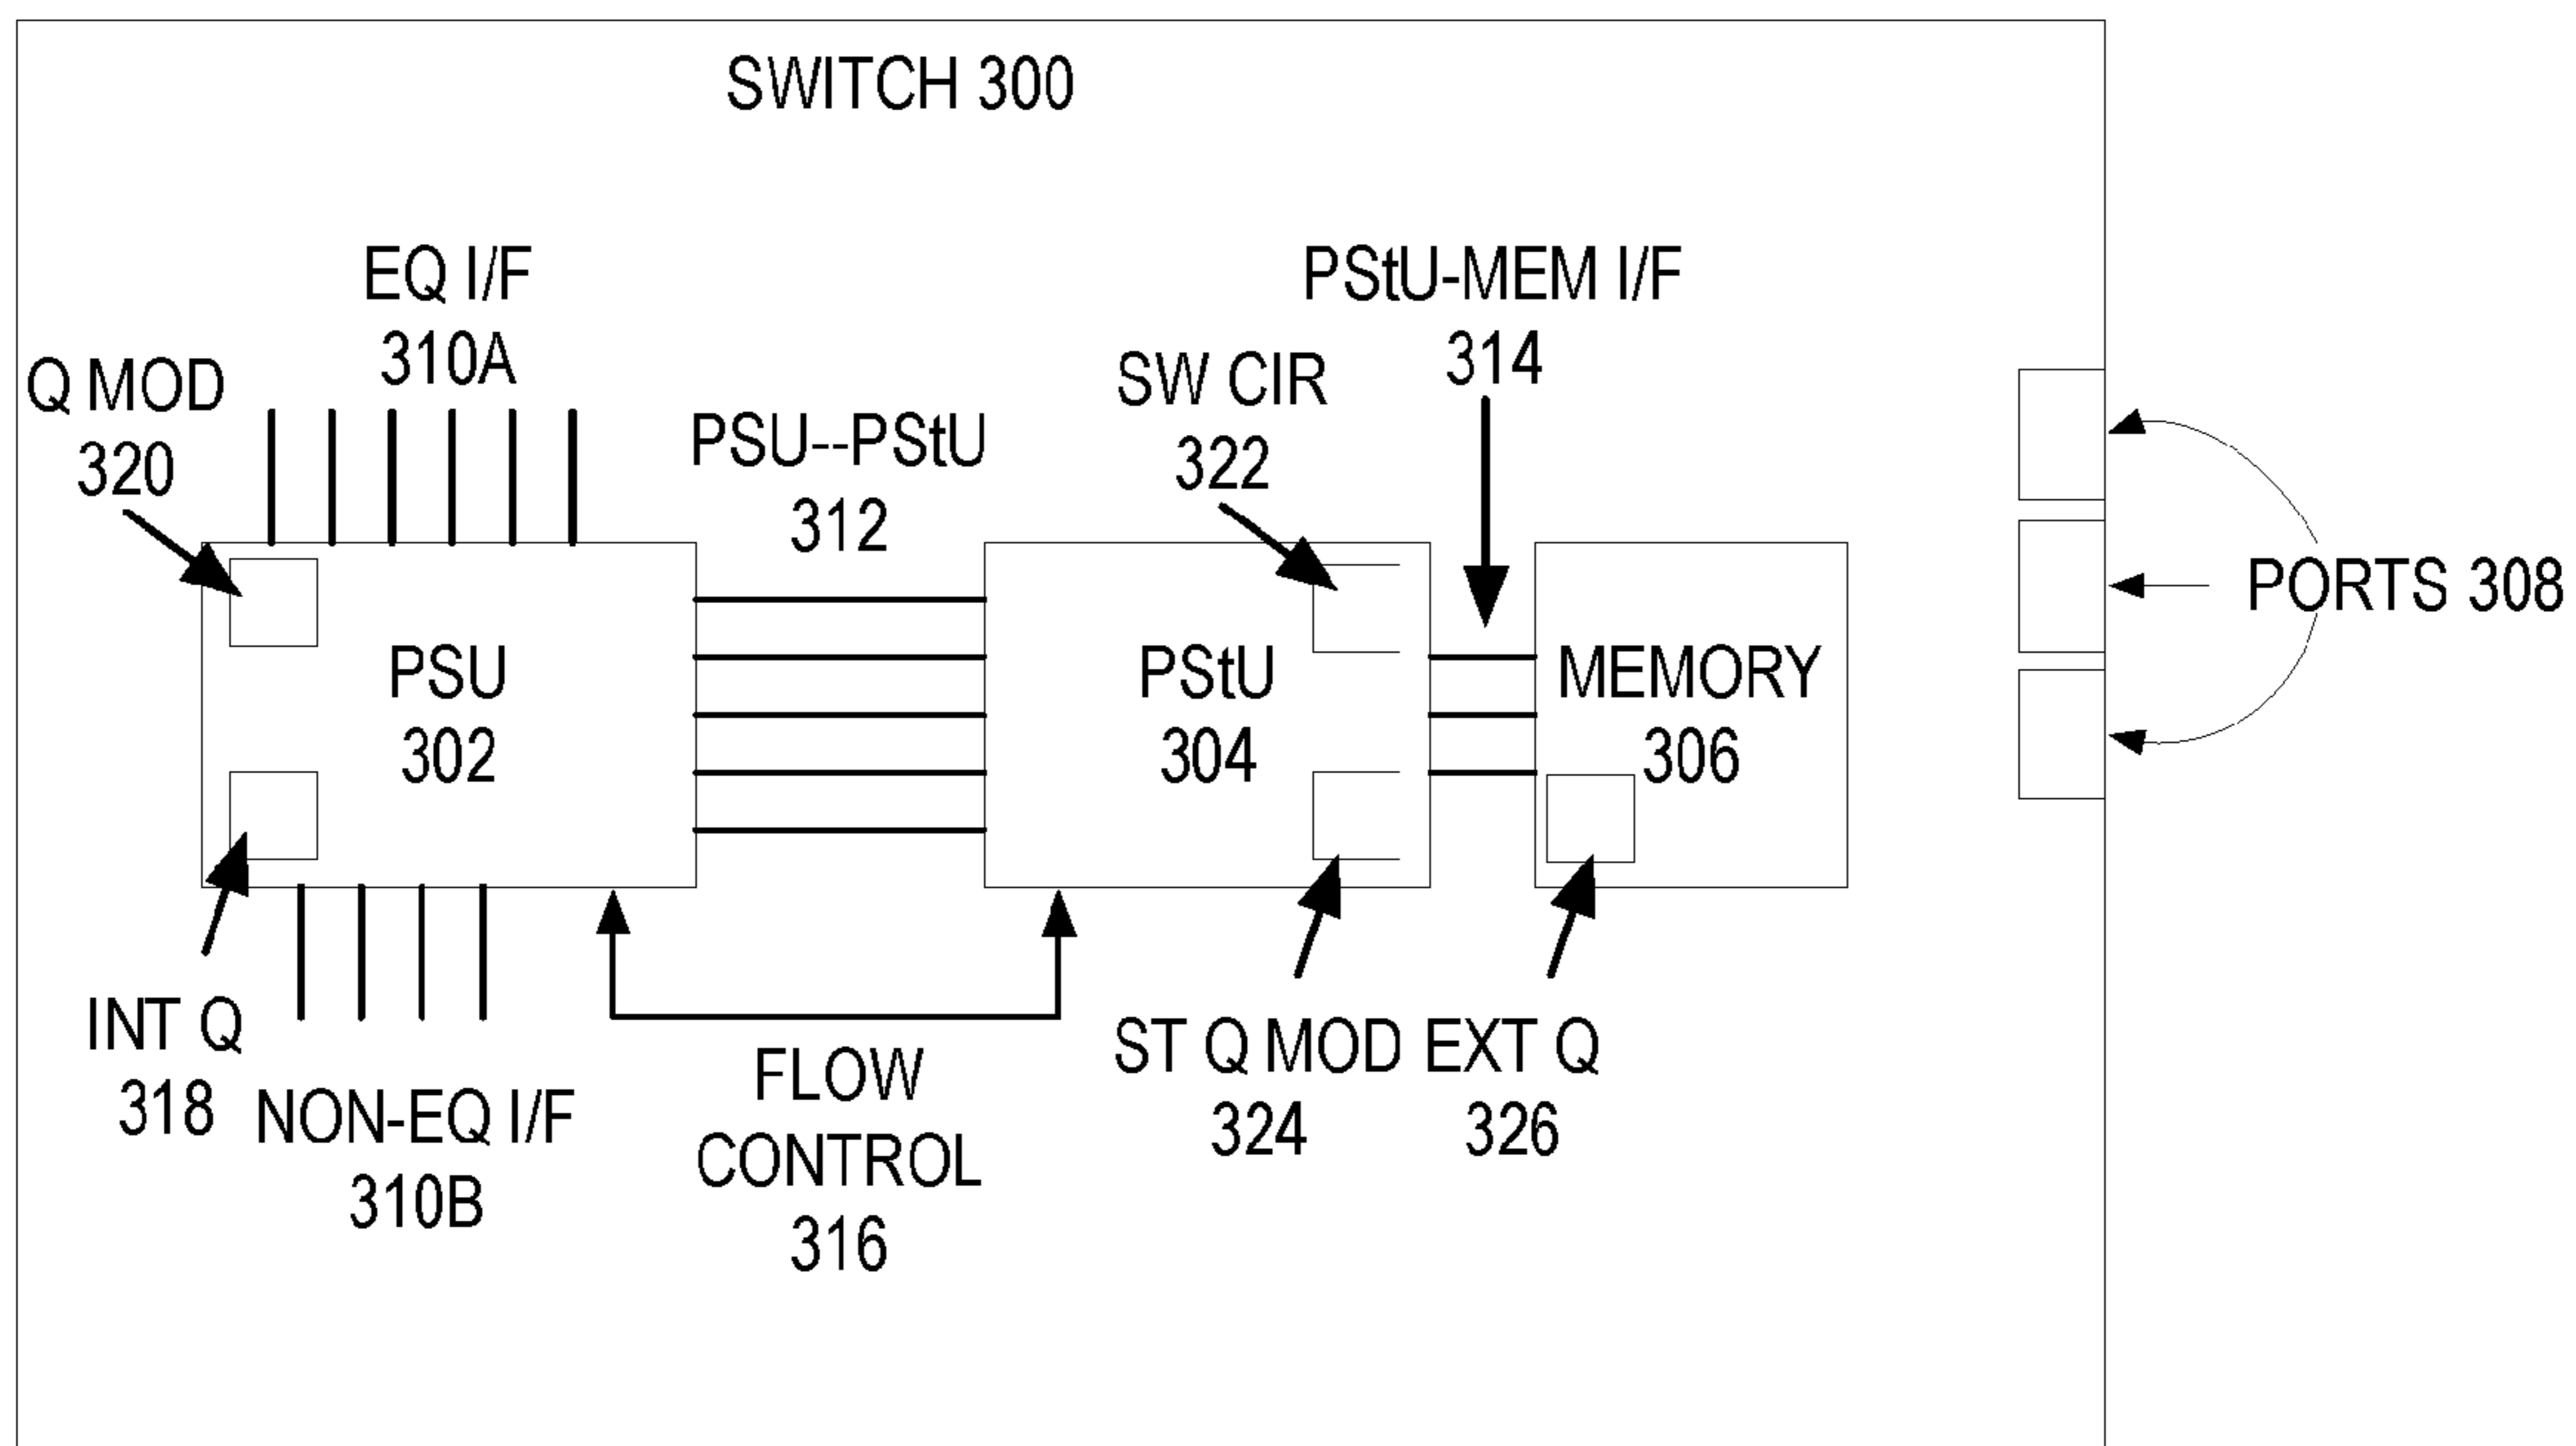 SWITCH 300
EQ I/F
310A
PStU-MEM I/F
314
Q MOD
320
SW CIR
322
PSU--PStU
312
PORTS 308
PSU
302
PStU
304
MEMORY
306
INT Q
318
NON-EQ I/F
310B
FLOW
CONTROL
316
ST Q MOD
324
EXT Q
326